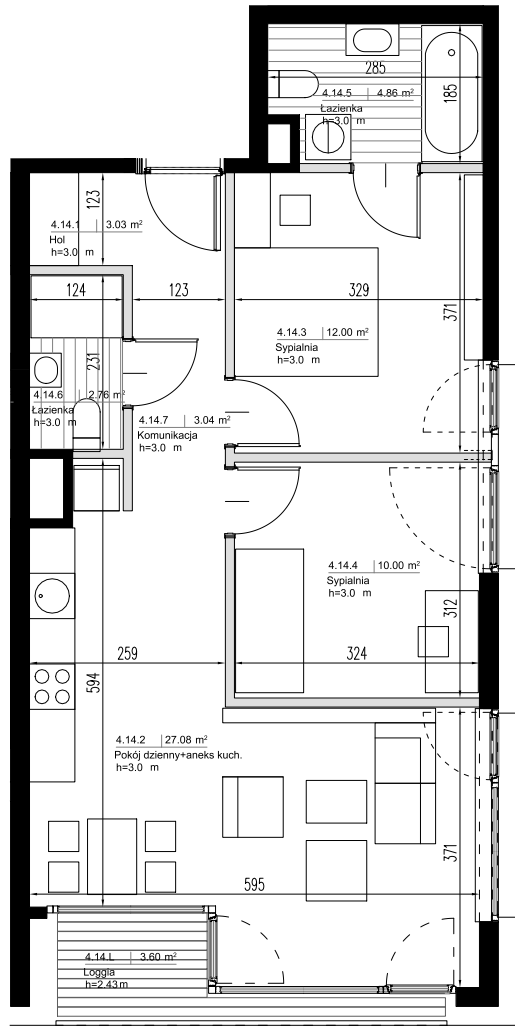 285
4.14.5 4.86 m²
Łazienka
h=3.0 m
185
123
4.14.1 3.03 m²
Hol
h=3.0 m
124
123
329
371
231
4.14.3 12.00 m²
Sypialnia
h=3.0 m
4.14.6 2.76 m²
Łazienka
h=3.0 m
4.14.7 3.04 m²
Komunikacja
h=3.0 m
4.14.4 10.00 m²
Sypialnia
h=3.0 m
312
259
324
594
4.14.2 27.08 m²
Pokój dzienny+aneks kuch.
h=3.0 m
371
595
4.14.L 3.60 m²
Loggia
h=2.43m